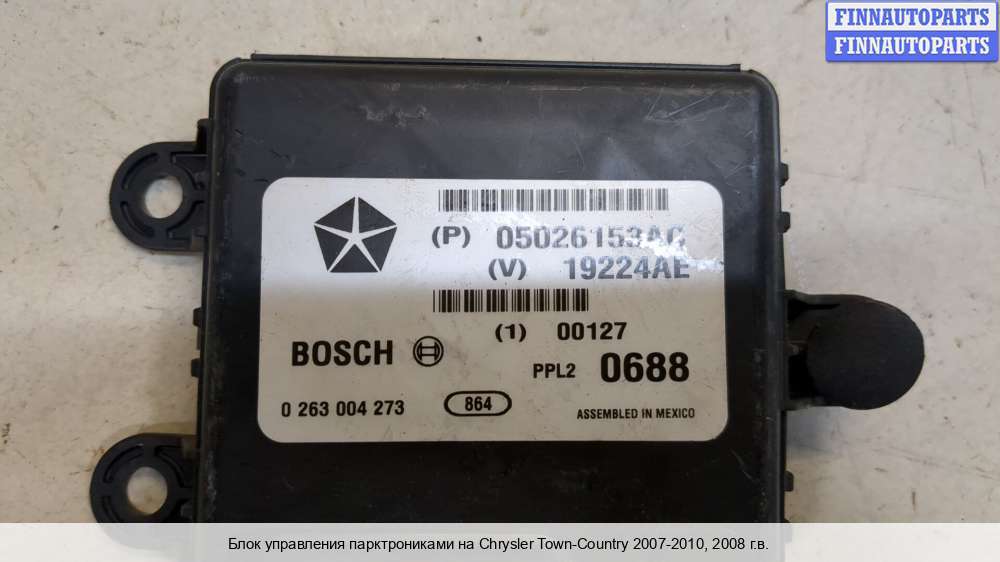 FINNAUTOPARTS
FINNAUTOPARTS
(P) 05026153AG
(V) 19224AE
(1) 00127
BOSCH
PPL2 0688
0 263 004 273
864
ASSEMBLED IN MEXICO
Блок управления парктрониками на Chrysler Town-Country 2007-2010, 2008 г.в.